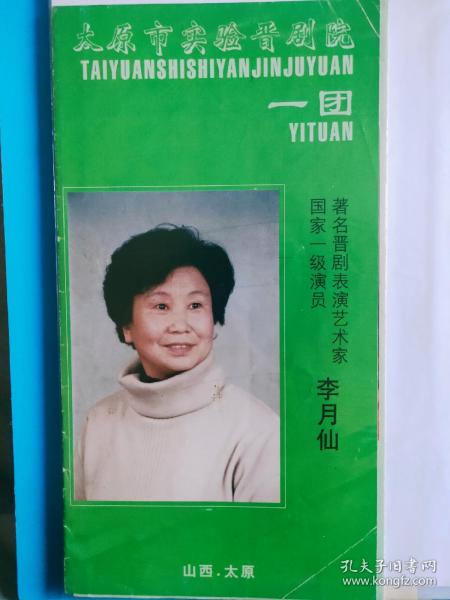 太原市实验晋剧院
TAIYUANSHISHIYANJINJUYUAN
一团
YITUAN
著名晋剧表演艺术家
国家一级演员
李月仙
山西.太原
孔夫子旧书网
www.kongfz.com